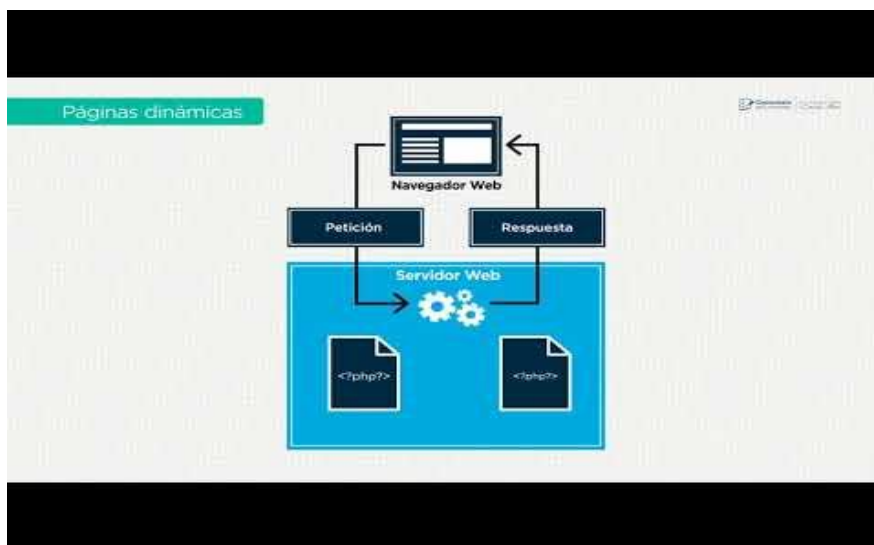 Páginas dinámicas
Navegador Web
Petición
Respuesta
Servidor Web
<?php?>
<?php?>